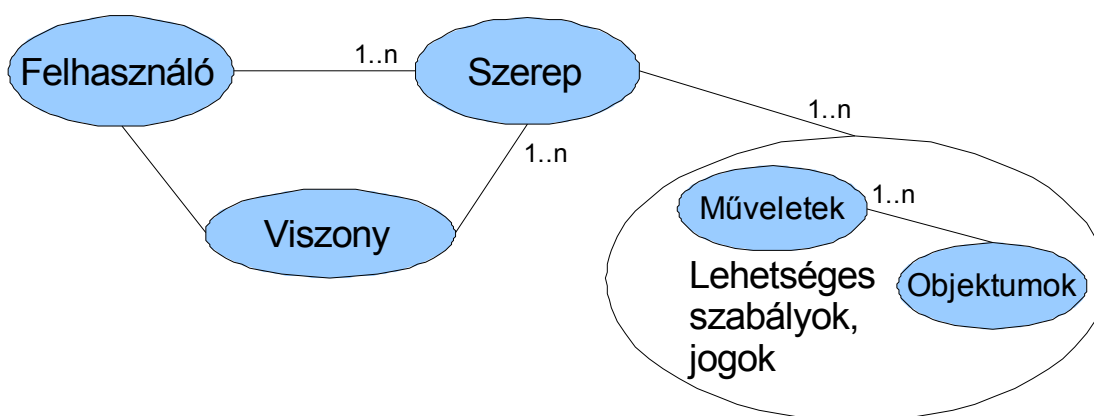 Felhasználó
1..n
Szerep
1..n
1..n
Viszony
Műveletek
1..n
Objektumok
Lehetséges
szabályok,
jogok